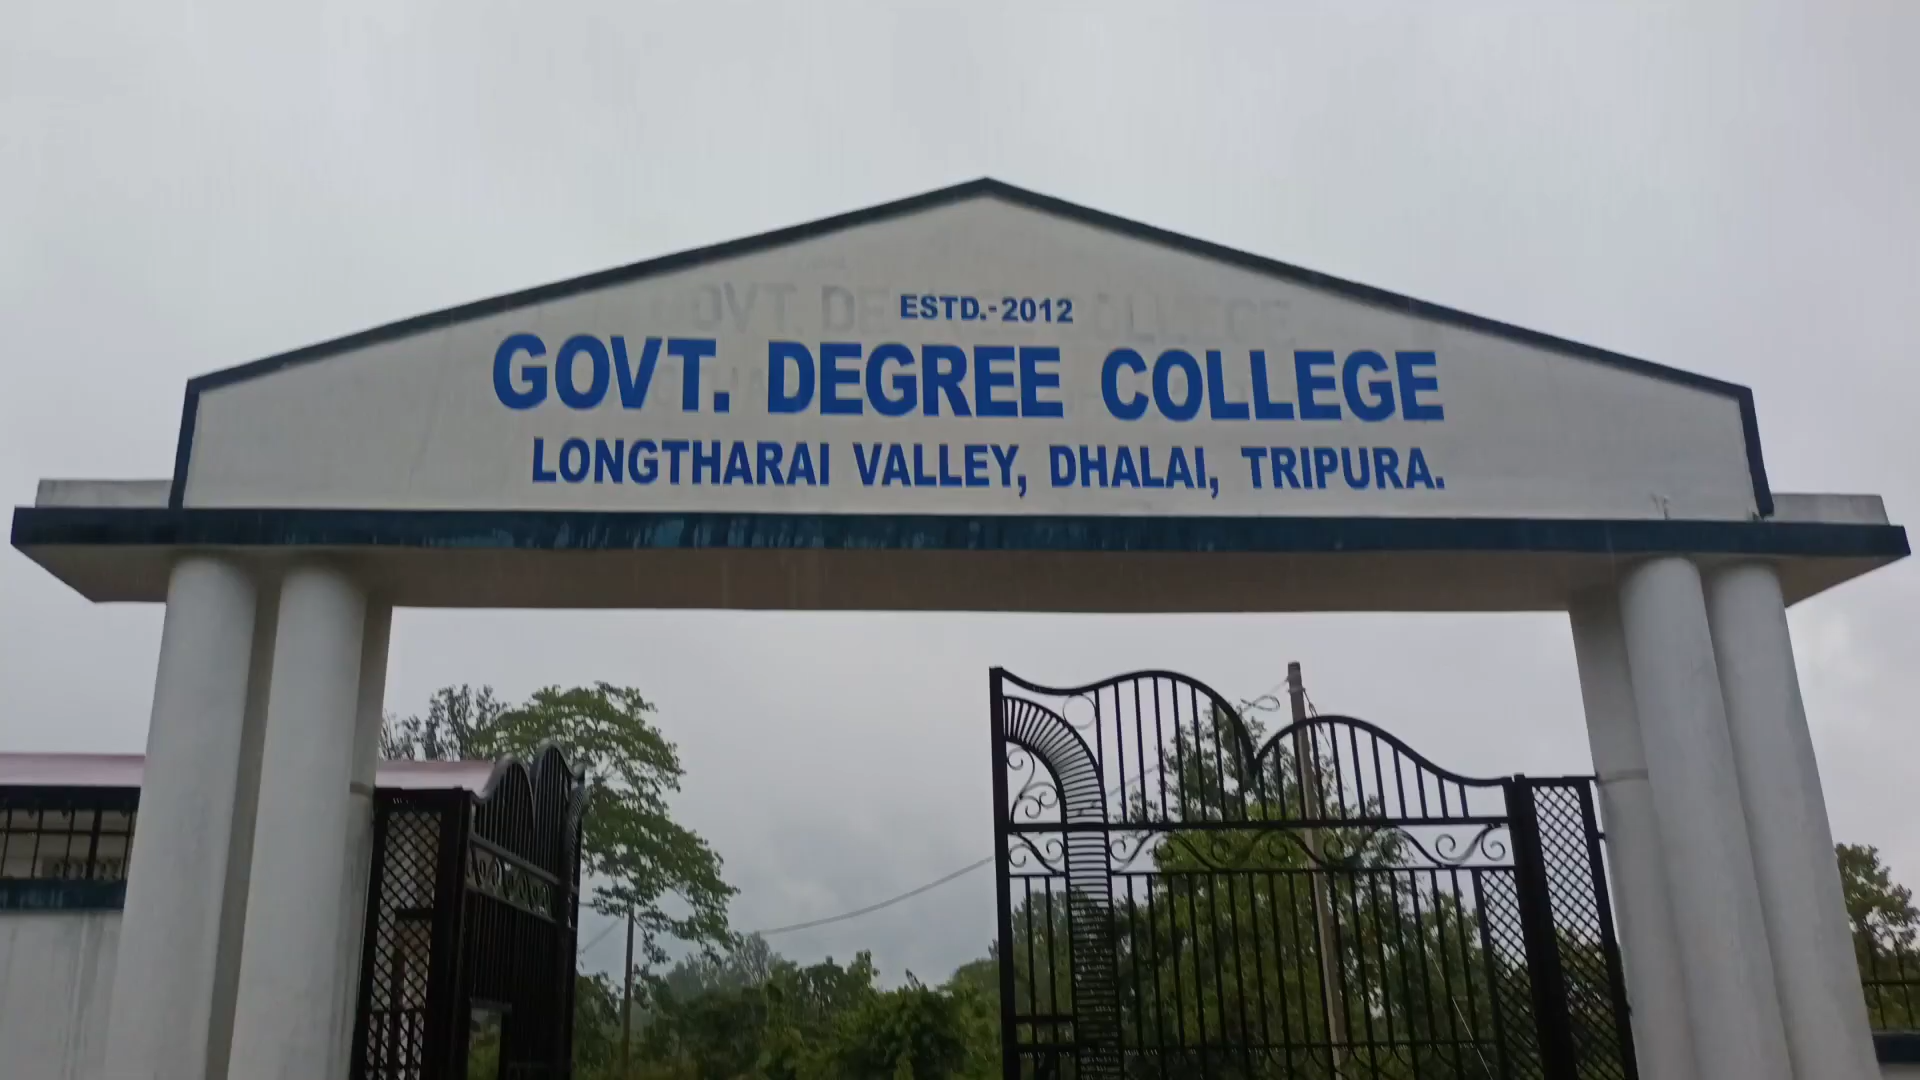 ESTD.-2012
GOVT. DEGREE COLLEGE
LONGTHARAI VALLEY, DHALAI, TRIPURA.